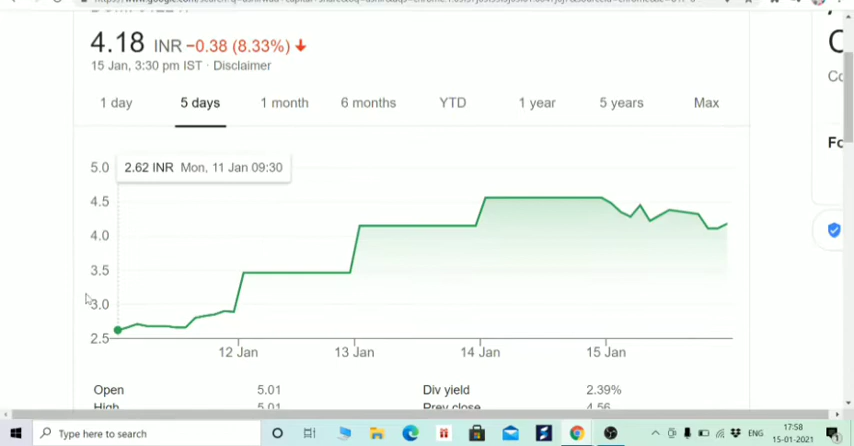 4.18 INR −0.38 (8.33%)
15 Jan, 3:30 pm IST · Disclaimer
1 day 5 days 1 month 6 months YTD 1 year 5 years Max
2.62 INR Mon, 11 Jan 09:30
5.0
4.5
4.0
3.5
3.0
2.5
12 Jan 13 Jan 14 Jan 15 Jan
Open 5.01 Div yield 2.39%
High 5.01 Prev close 4.56
Type here to search
ENG
17:58
15-01-2021